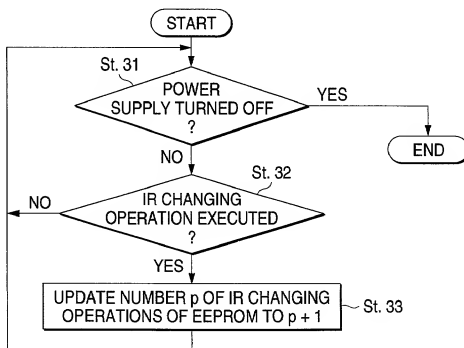 START
St. 31
POWER
SUPPLY TURNED OFF
?
YES
END
NO
St. 32
IR CHANGING
OPERATION EXECUTED
?
NO
YES
UPDATE NUMBER p OF IR CHANGING
OPERATIONS OF EEPROM TO p + 1
St. 33